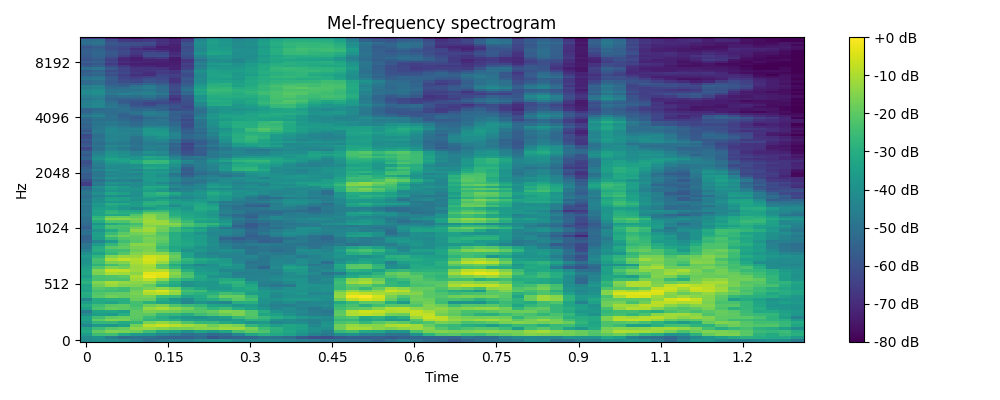 Mel-frequency spectrogram
Hz
8192
4096
2048
1024
512
0
0 0.15 0.3 0.45 0.6 0.75 0.9 1.1 1.2
Time
+0 dB
-10 dB
-20 dB
-30 dB
-40 dB
-50 dB
-60 dB
-70 dB
-80 dB